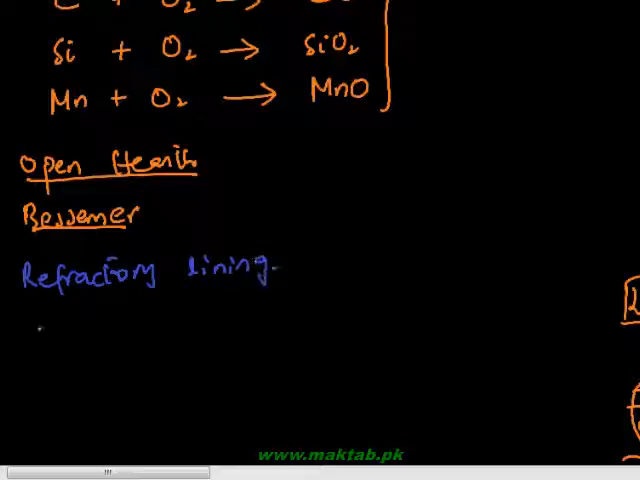 Si + O₂ → SiO₂
Mn + O₂ → MnO
Open Hearth
Bessemer
Refractory lining.
www.maktab.pk